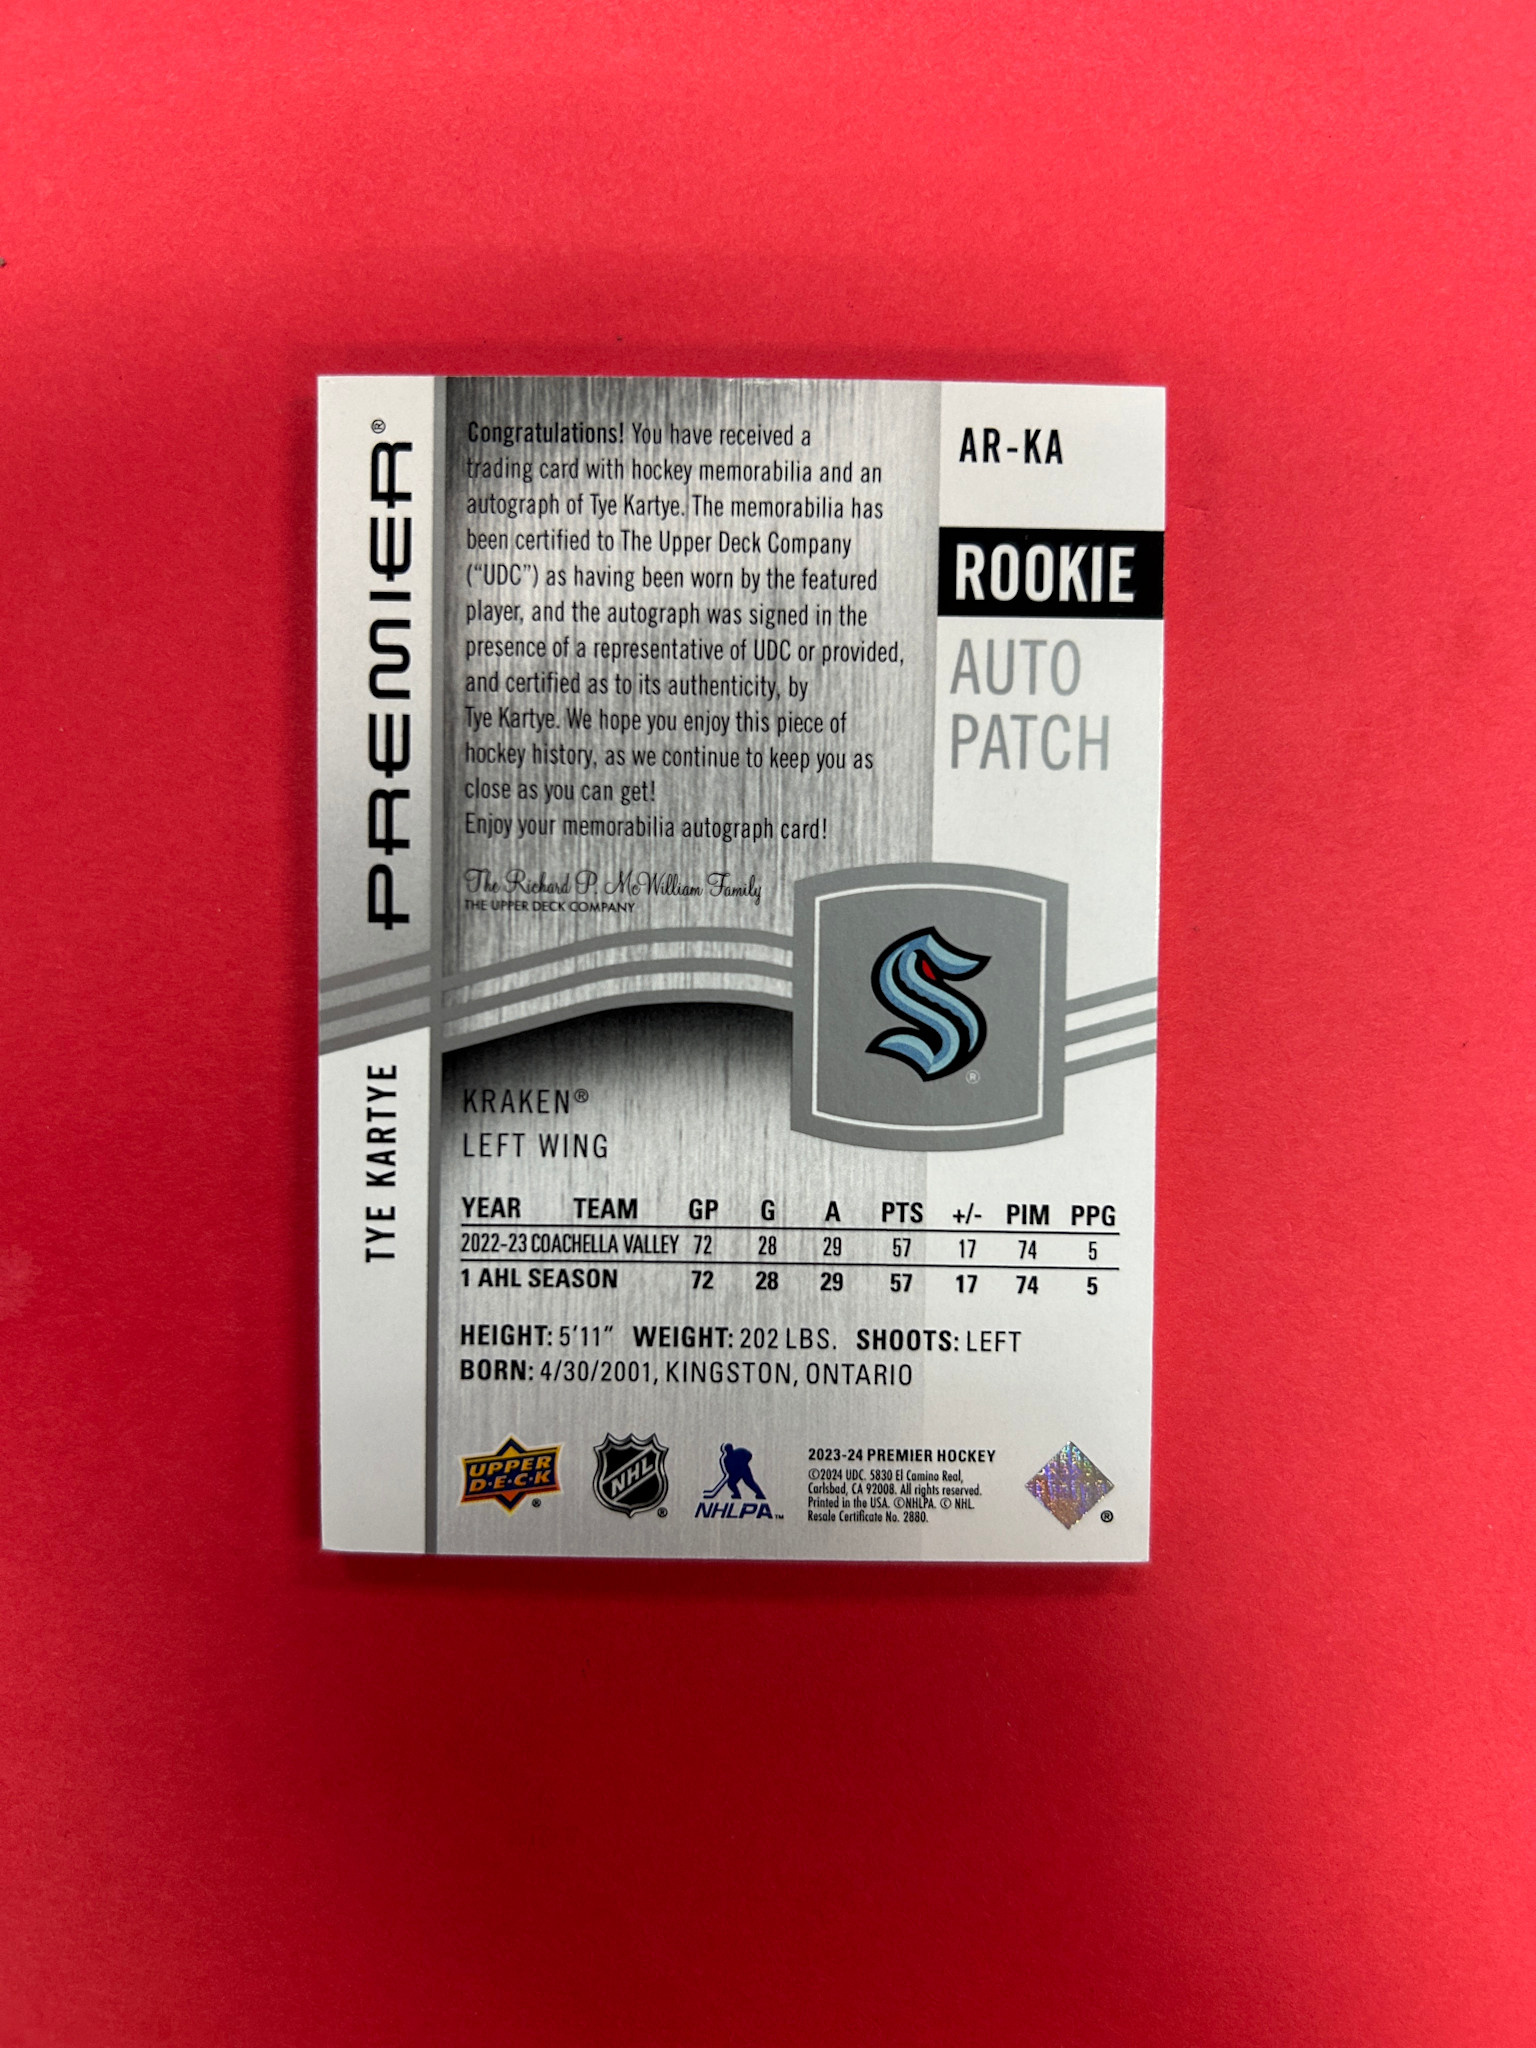 PREMIER®
TYE KARTYE
Congratulations! You have received a
trading card with hockey memorabilia and an
autograph of Tye Kartye. The memorabilia has
been certified to The Upper Deck Company
(“UDC”) as having been worn by the featured
player, and the autograph was signed in the
presence of a representative of UDC or provided,
and certified as to its authenticity, by
Tye Kartye. We hope you enjoy this piece of
hockey history, as we continue to keep you as
close as you can get!
Enjoy your memorabilia autograph card!
The Richard P. McWilliam Family
THE UPPER DECK COMPANY
AR-KA
ROOKIE
AUTO
PATCH
®
KRAKEN®
LEFT WING
YEAR TEAM GP G A PTS +/- PIM PPG
2022-23 COACHELLA VALLEY 72 28 29 57 17 74 5
1 AHL SEASON 72 28 29 57 17 74 5
HEIGHT: 5’11” WEIGHT: 202 LBS. SHOOTS: LEFT
BORN: 4/30/2001, KINGSTON, ONTARIO
UPPER
D·E·C·K
®
NHL
®
NHLPA™
2023-24 PREMIER HOCKEY
©2024 UDC. 5830 El Camino Real,
Carlsbad, CA 92008. All rights reserved.
Printed in the USA. ©NHLPA. © NHL.
Resale Certificate No. 2880.
®